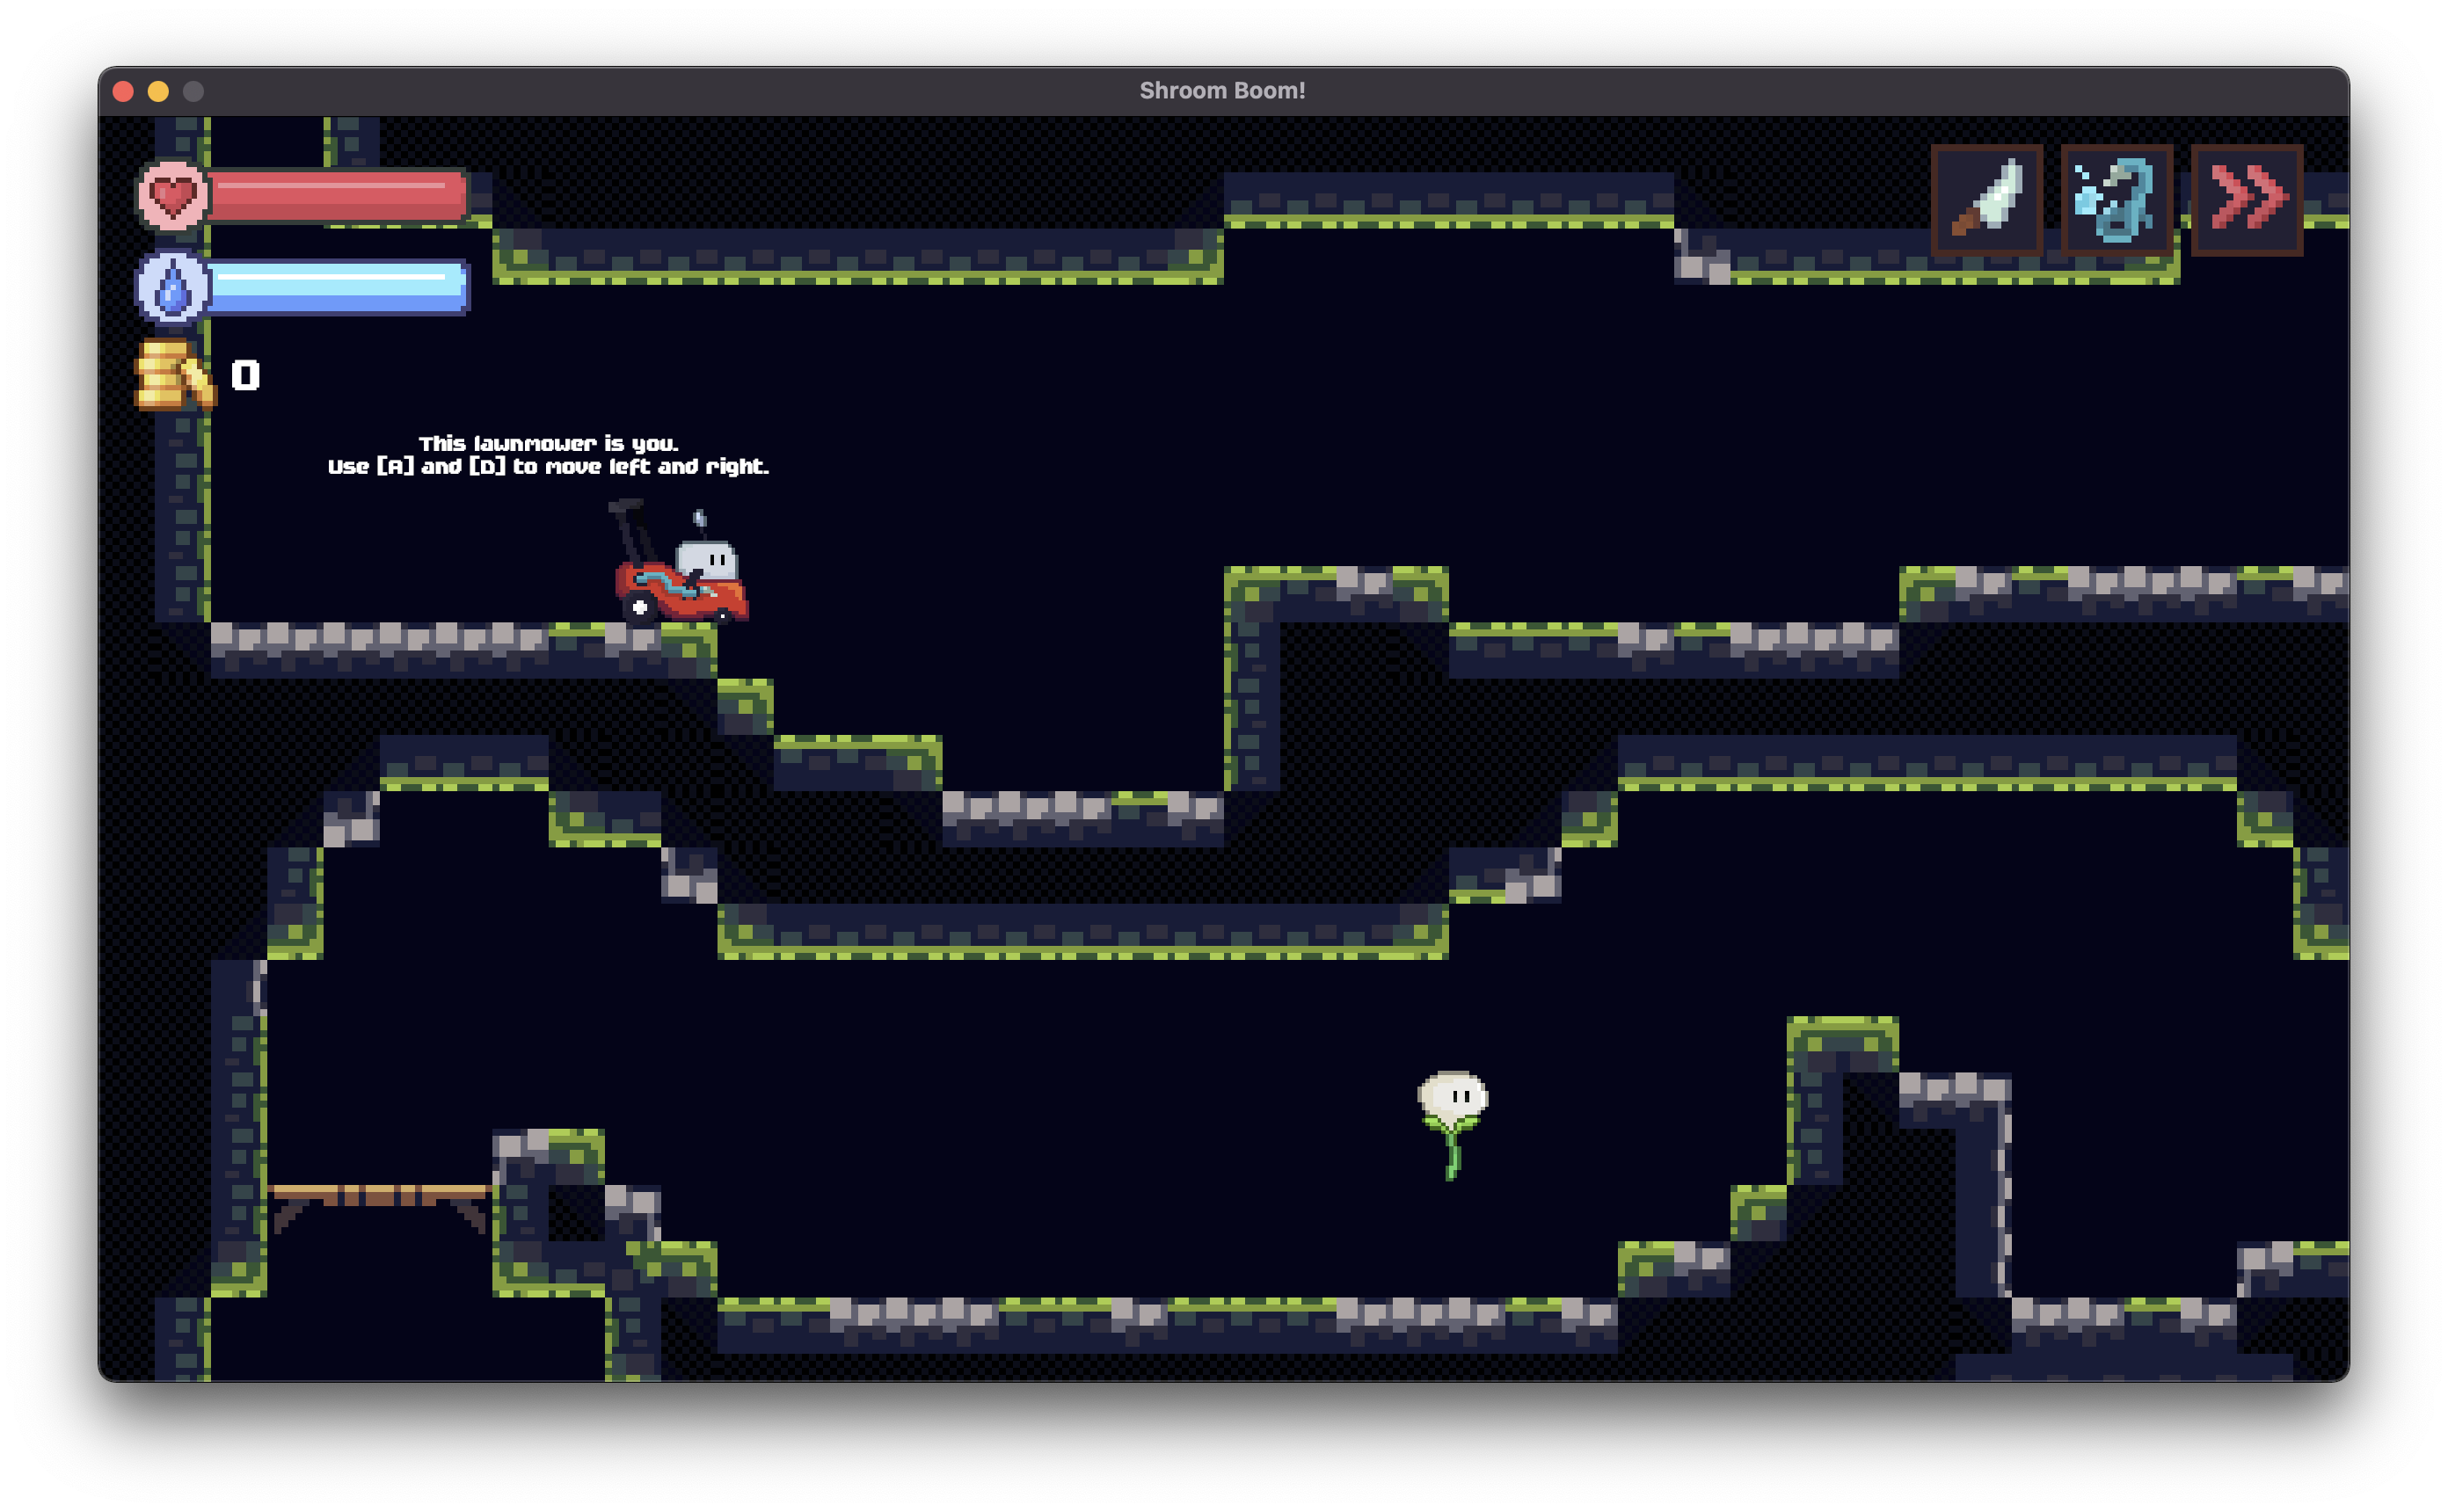 Shroom Boom!
0
This lawnmower is you.
Use [A] and [D] to move left and right.